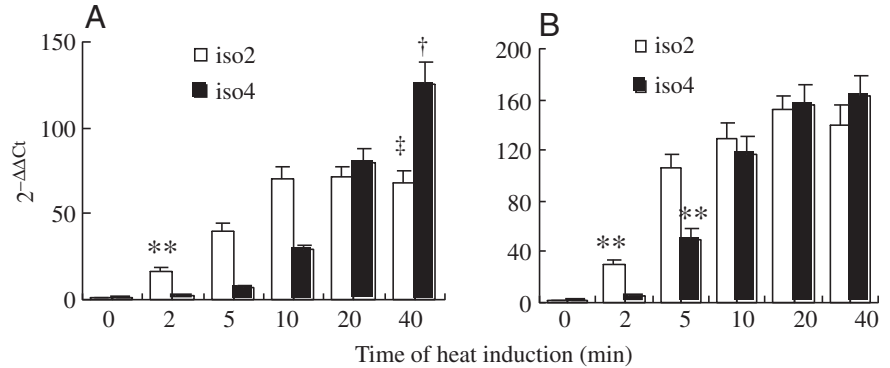 A
150
100
50
0
2^−ΔΔCt
iso2
iso4
**
‡
†
0 2 5 10 20 40
B
200
160
120
80
40
0
iso2
iso4
**
**
0 2 5 10 20 40
Time of heat induction (min)